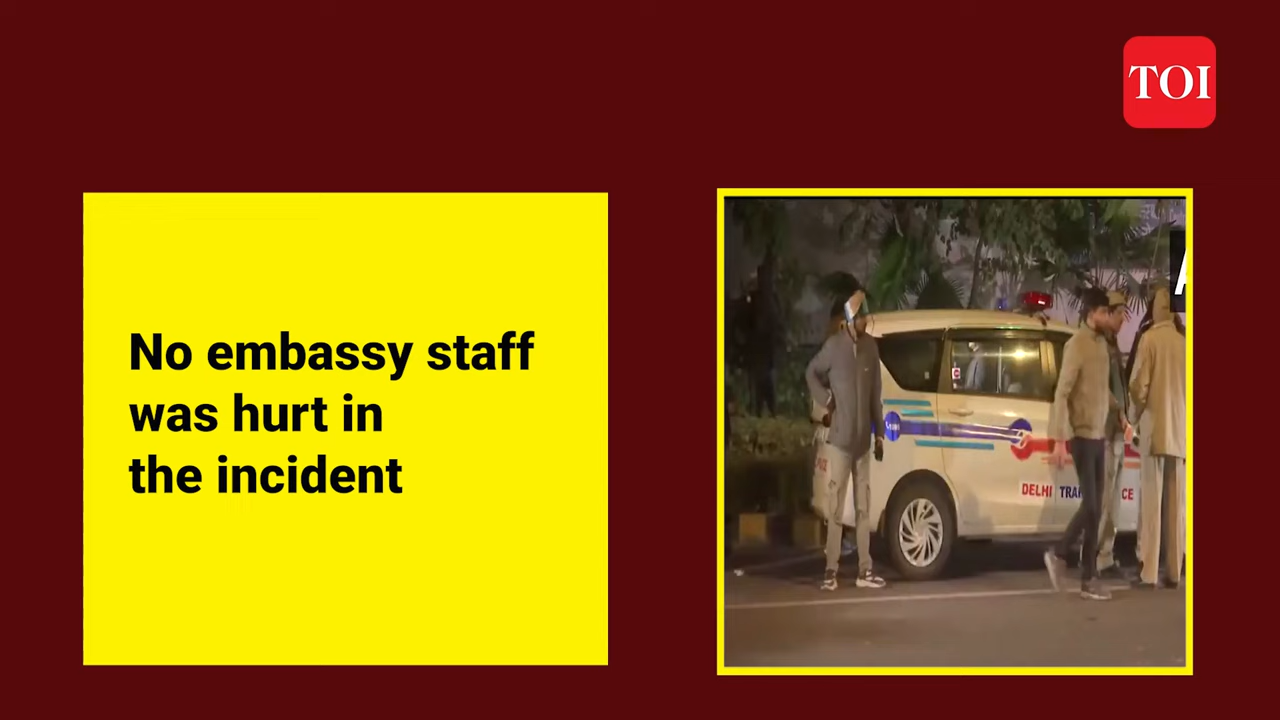 TOI
No embassy staff
was hurt in
the incident
DELHI TRA CE